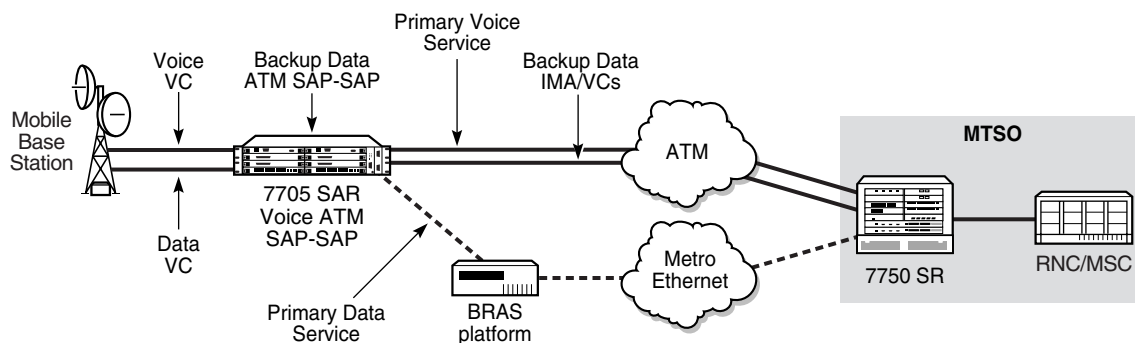 Primary Voice
Service
Voice
VC
Backup Data
ATM SAP-SAP
Backup Data
IMA/VCs
Mobile
Base
Station
ATM
MTSO
7705 SAR
Voice ATM
SAP-SAP
Data
VC
Metro
Ethernet
7750 SR
RNC/MSC
Primary Data
Service
BRAS
platform